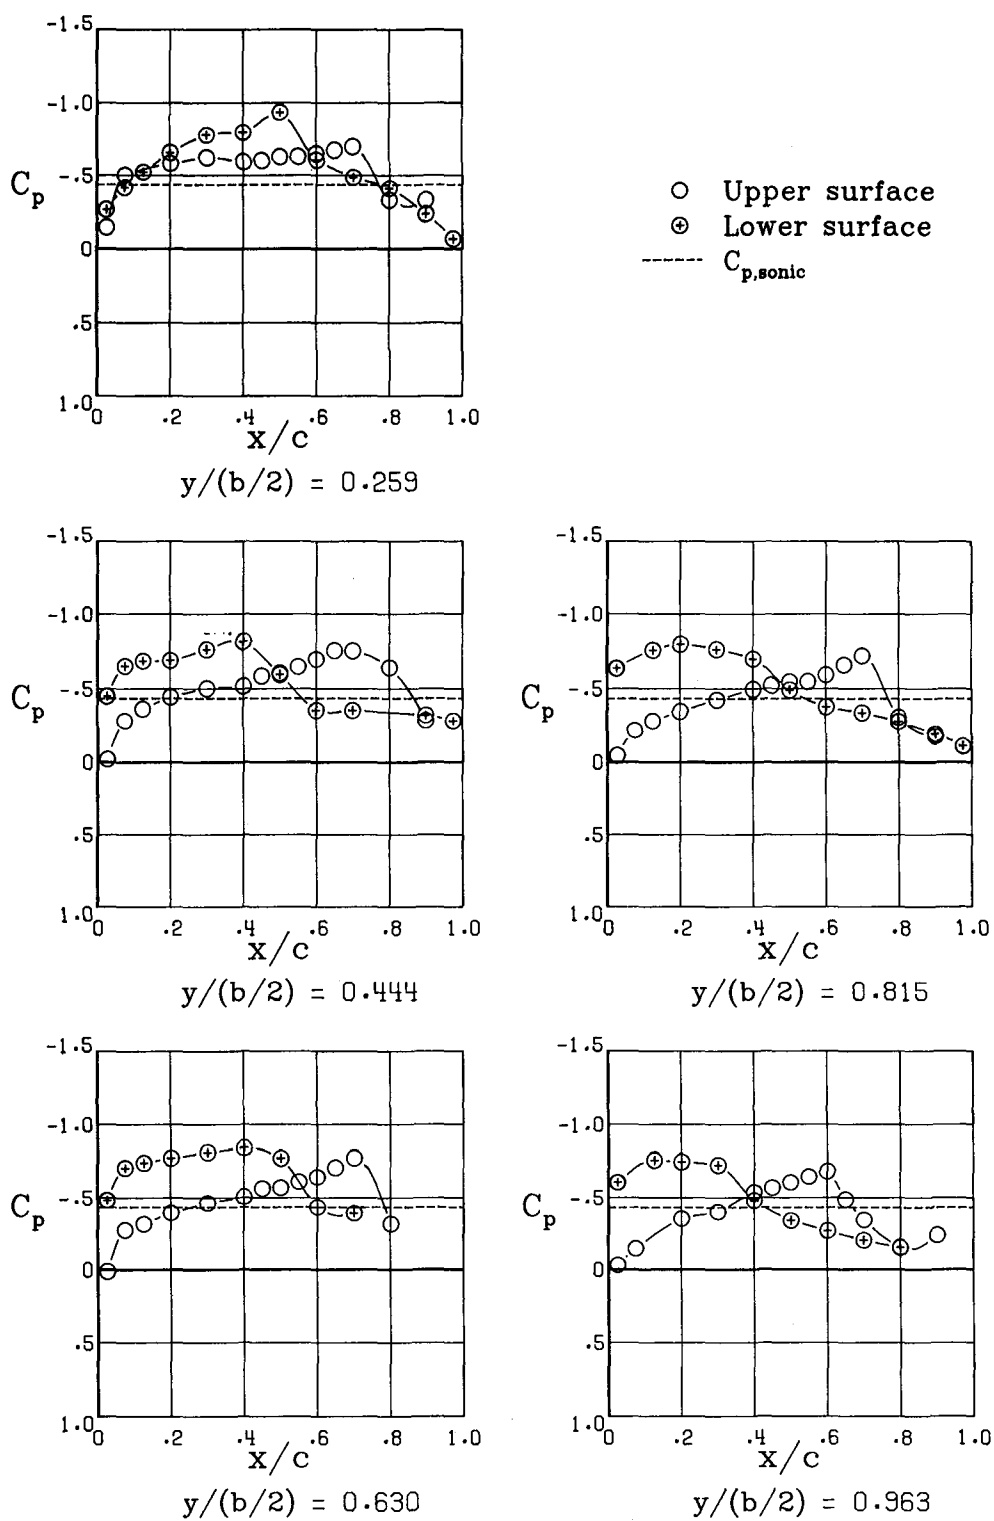 -1.5
-1.0
-.5
0
.5
1.0
C_p
0 .2 .4 .6 .8 1.0
x/c
y/(b/2) = 0.259
Upper surface
Lower surface
C_p,sonic
-1.5
-1.0
-.5
0
.5
1.0
C_p
0 .2 .4 .6 .8 1.0
x/c
y/(b/2) = 0.444
-1.5
-1.0
-.5
0
.5
1.0
C_p
0 .2 .4 .6 .8 1.0
x/c
y/(b/2) = 0.815
-1.5
-1.0
-.5
0
.5
1.0
C_p
0 .2 .4 .6 .8 1.0
x/c
y/(b/2) = 0.630
-1.5
-1.0
-.5
0
.5
1.0
C_p
0 .2 .4 .6 .8 1.0
x/c
y/(b/2) = 0.963